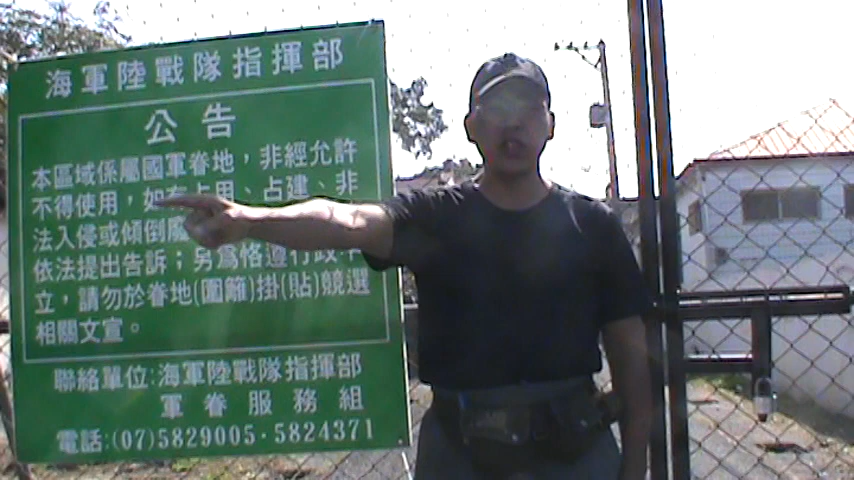 海軍陸戰隊指揮部
公告
本區域係屬國軍眷地，非經允許
不得使用，如有占用、占建、非
法入侵或傾倒
依法提出告訴；另為恪遵行政中
立，請勿於眷地(圍籬)掛(貼)競選
相關文宣。
聯絡單位:海軍陸戰隊指揮部
軍眷服務組
電話:(07)5829005·5824371